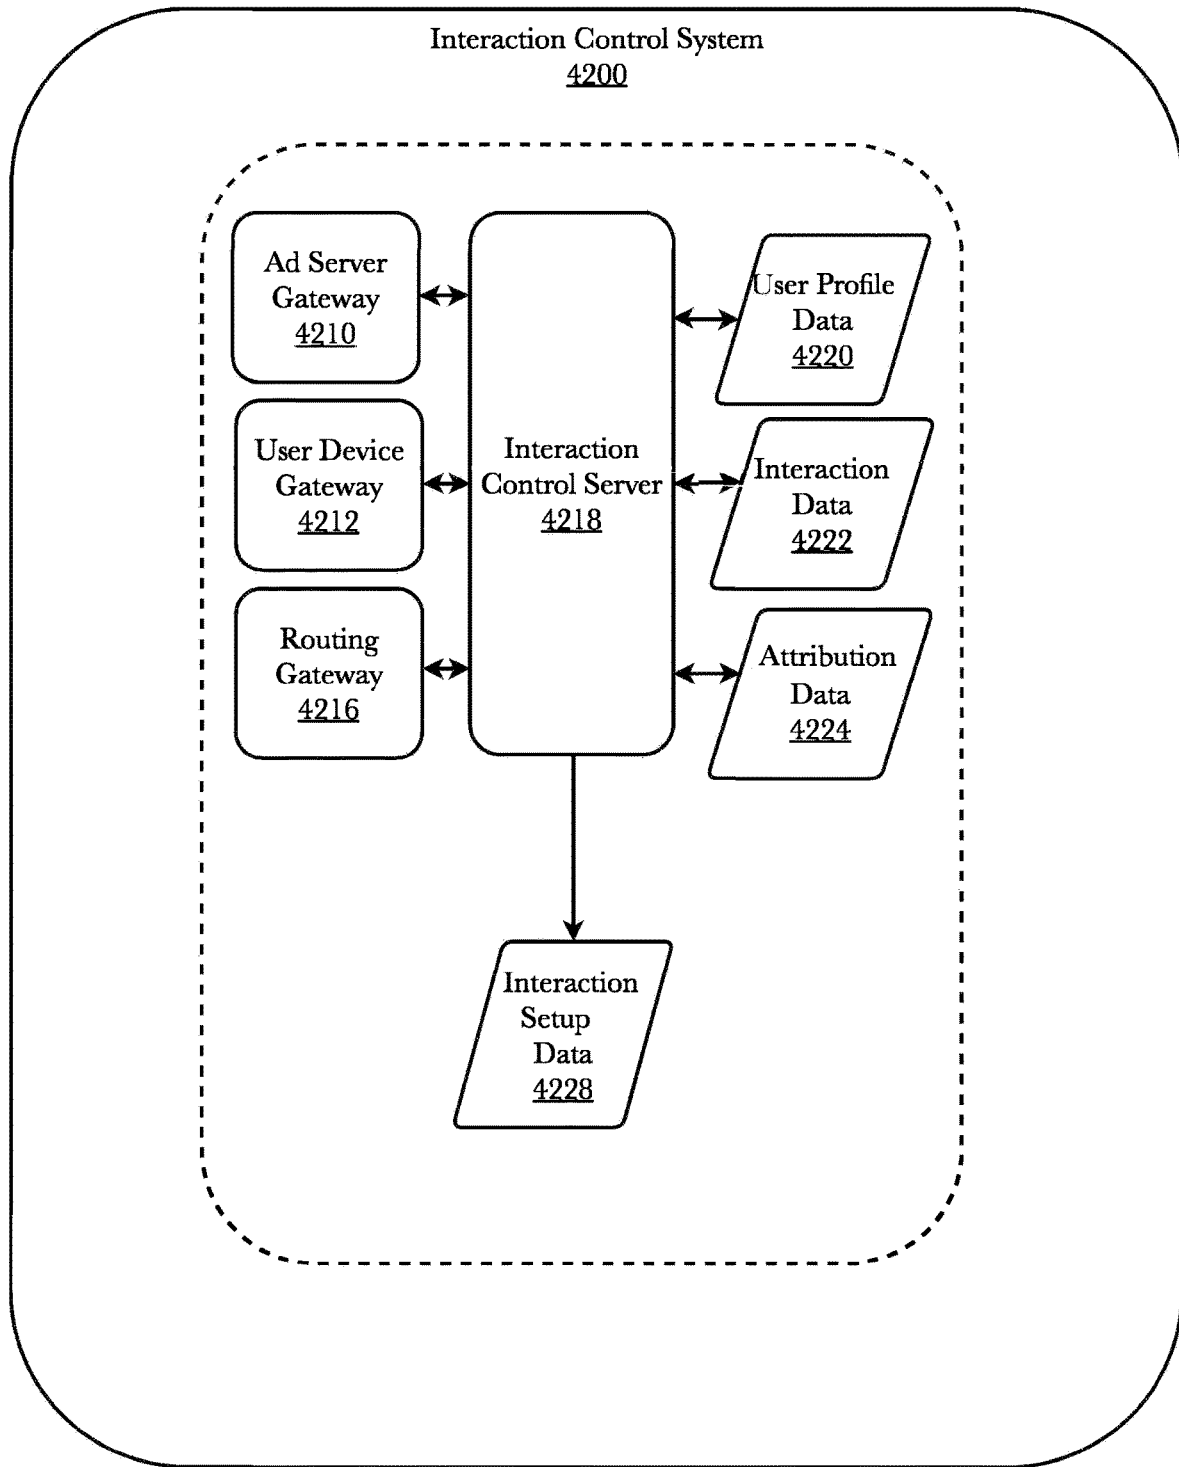 Interaction Control System
4200
Ad Server
Gateway
4210
User Device
Gateway
4212
Routing
Gateway
4216
Interaction
Control Server
4218
User Profile
Data
4220
Interaction
Data
4222
Attribution
Data
4224
Interaction
Setup
Data
4228